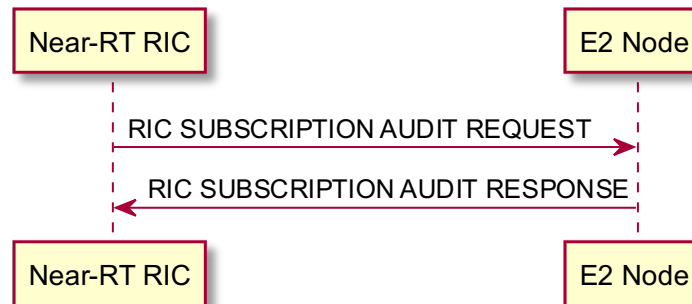 Near-RT RIC
E2 Node
RIC SUBSCRIPTION AUDIT REQUEST
RIC SUBSCRIPTION AUDIT RESPONSE
Near-RT RIC
E2 Node